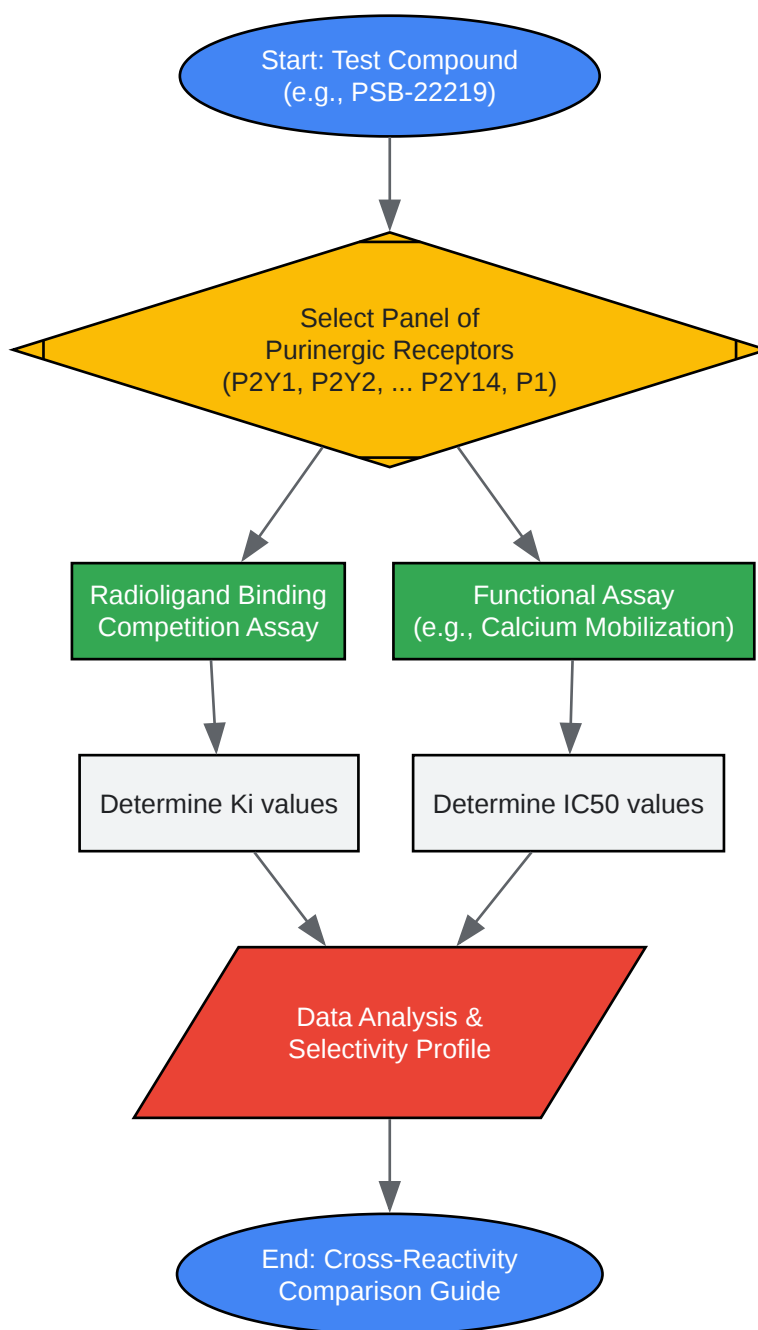 Start: Test Compound
(e.g., PSB-22219)
Select Panel of
Purinergic Receptors
(P2Y1, P2Y2, ... P2Y14, P1)
Radioligand Binding
Competition Assay
Functional Assay
(e.g., Calcium Mobilization)
Determine Ki values
Determine IC50 values
Data Analysis &
Selectivity Profile
End: Cross-Reactivity
Comparison Guide